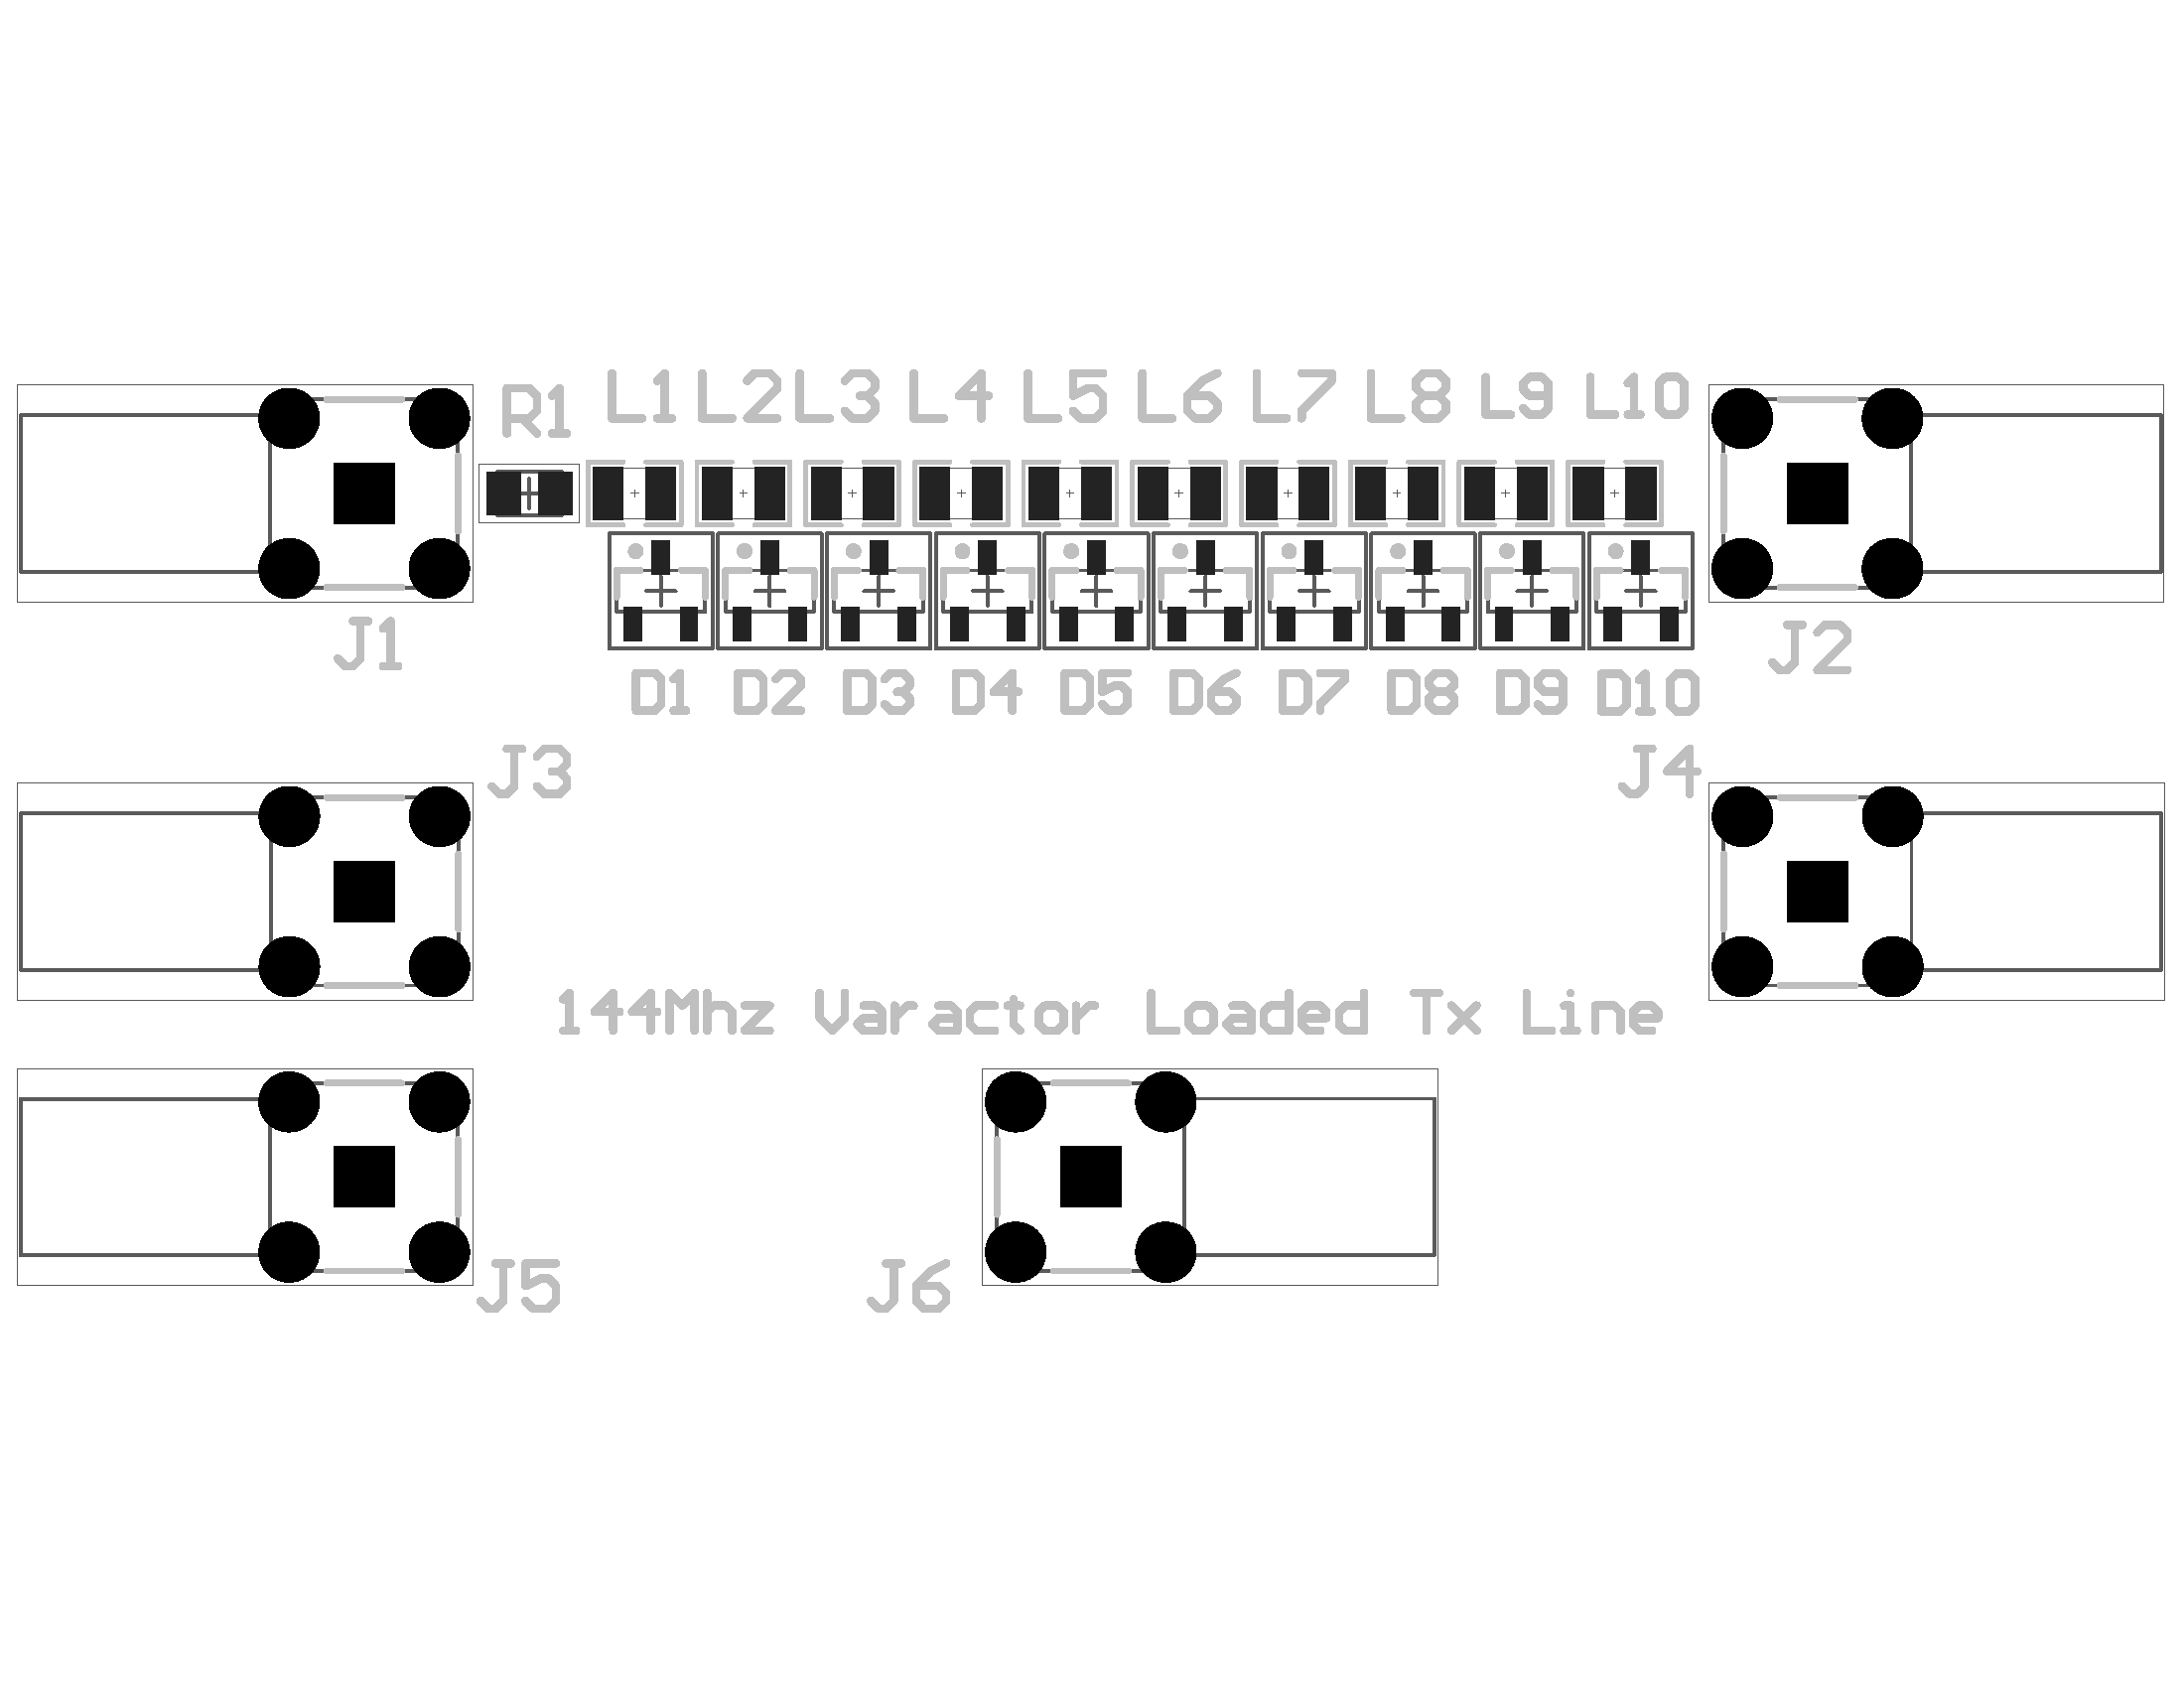 R1 L1 L2 L3 L4 L5 L6 L7 L8 L9 L10
J1 J2
D1 D2 D3 D4 D5 D6 D7 D8 D9 D10
J3 J4
144Mhz Varactor Loaded Tx Line
J5 J6